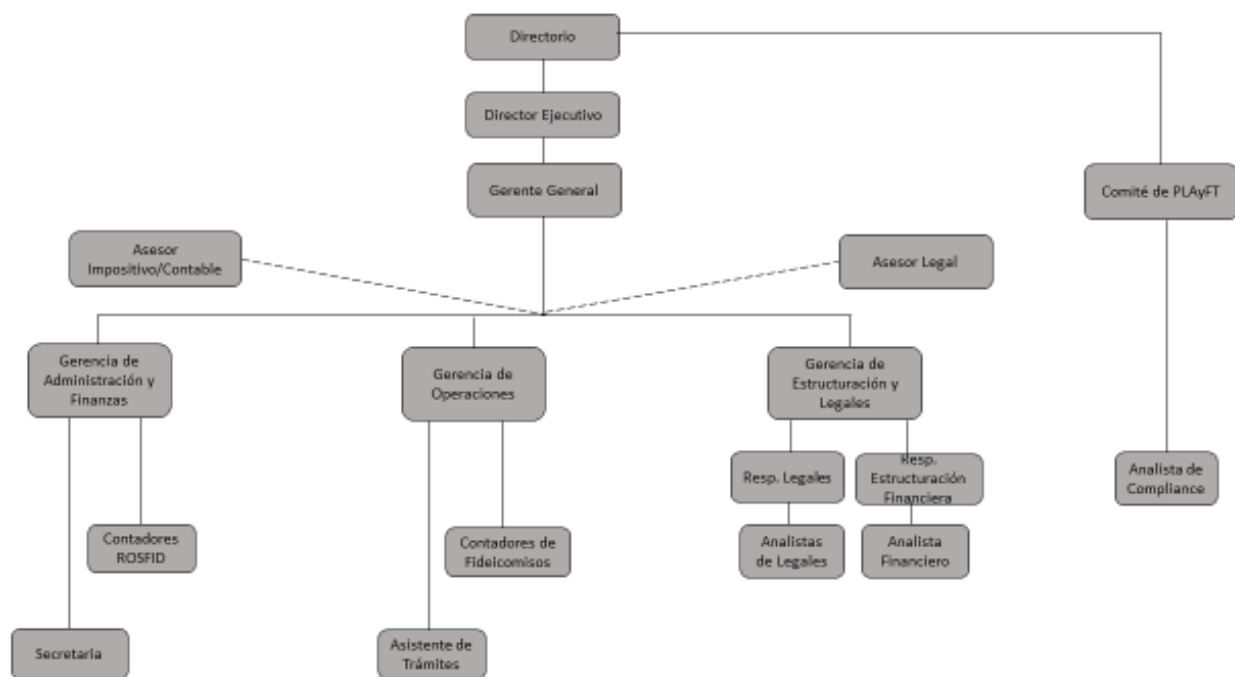 Directorio
Director Ejecutivo
Gerente General
Comité de PLAyFT
Asesor
Impositivo/Contable
Asesor Legal
Gerencia de
Administración y
Finanzas
Gerencia de
Operaciones
Gerencia de
Estructuración y
Legales
Resp. Legales
Resp.
Estructuración
Financiera
Analista de
Compliance
Contadores
ROSFID
Contadores de
Fideicomisos
Analistas
de Legales
Analista
Financiero
Secretaria
Asistente de
Trámites